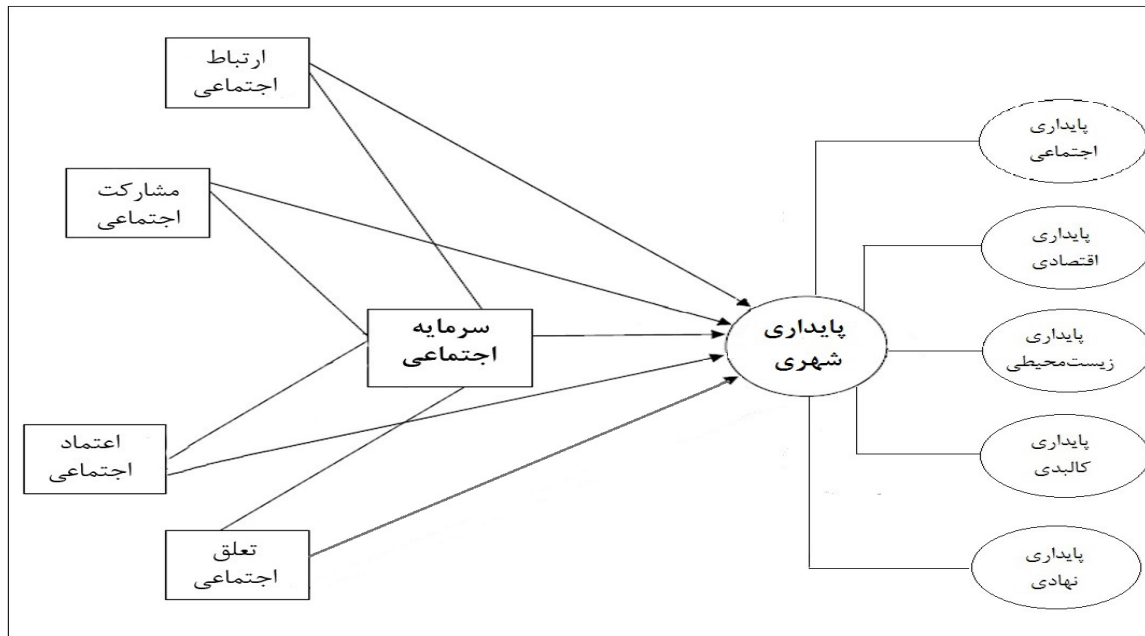 ارتباط
اجتماعی
مشارکت
اجتماعی
سرمایه
اجتماعی
اعتماد
اجتماعی
تعلق
اجتماعی
پایداری
شهری
پایداری
اجتماعی
پایداری
اقتصادی
پایداری
زیست‌محیطی
پایداری
کالبدی
پایداری
نهادی